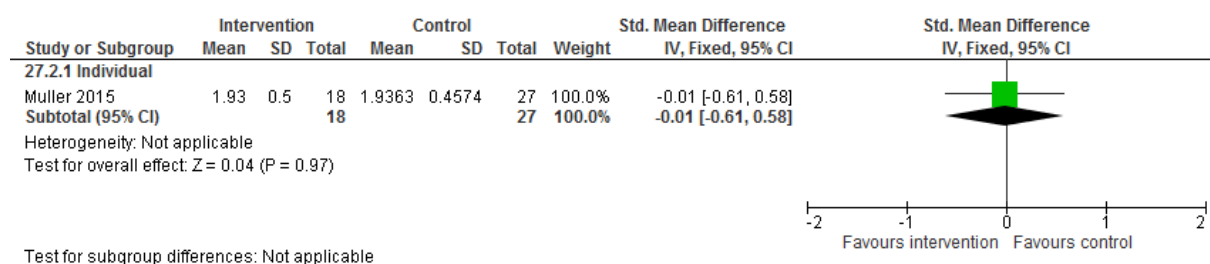 Intervention Control Std. Mean Difference Std. Mean Difference
Study or Subgroup Mean SD Total Mean SD Total Weight IV, Fixed, 95% CI IV, Fixed, 95% CI
27.2.1 Individual
Muller 2015 1.93 0.5 18 1.9363 0.4574 27 100.0% -0.01 [-0.61, 0.58]
Subtotal (95% CI) 18 27 100.0% -0.01 [-0.61, 0.58]
Heterogeneity: Not applicable
Test for overall effect: Z = 0.04 (P = 0.97)
-2 -1 0 1 2
Favours intervention Favours control
Test for subgroup differences: Not applicable